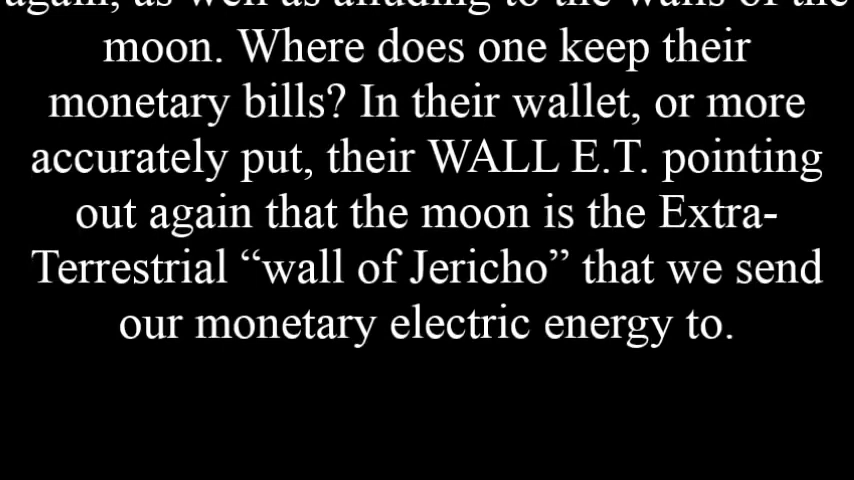 again, as well as alluding to the walls of the
moon. Where does one keep their
monetary bills? In their wallet, or more
accurately put, their WALL E.T. pointing
out again that the moon is the Extra-
Terrestrial “wall of Jericho” that we send
our monetary electric energy to.